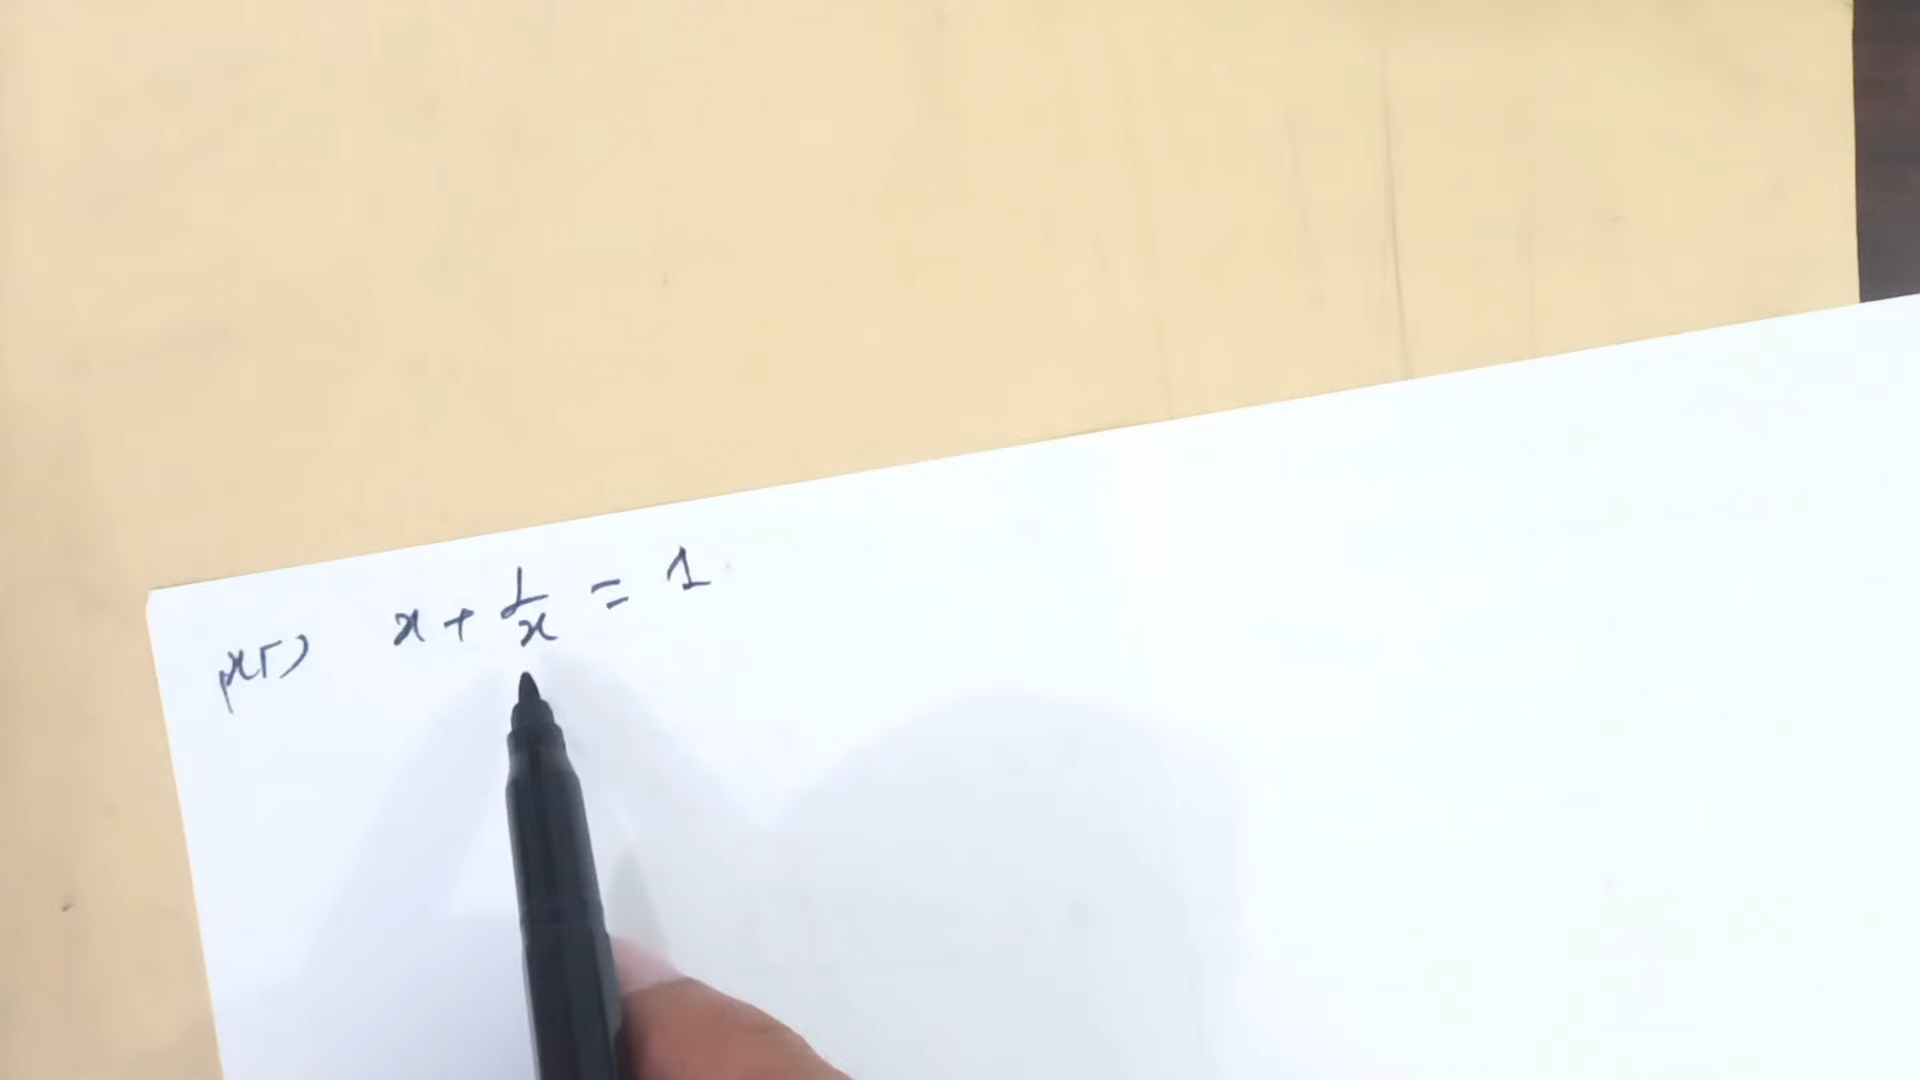 x + 1/x = 1